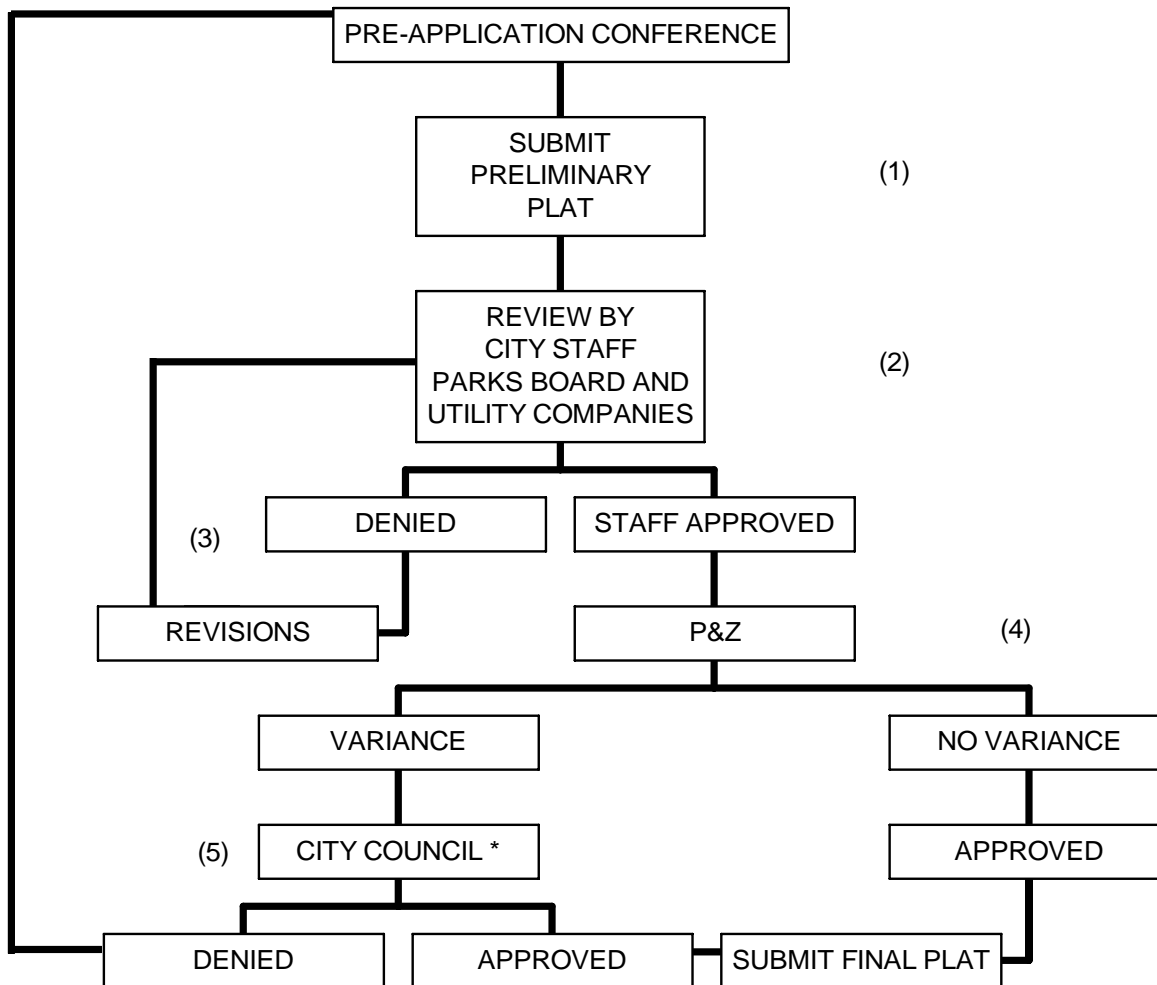 PRE-APPLICATION CONFERENCE
SUBMIT
PRELIMINARY
PLAT
(1)
REVIEW BY
CITY STAFF
PARKS BOARD AND
UTILITY COMPANIES
(2)
DENIED
STAFF APPROVED
(3)
REVISIONS
P&Z
(4)
VARIANCE
NO VARIANCE
(5)
CITY COUNCIL *
APPROVED
DENIED
APPROVED
SUBMIT FINAL PLAT